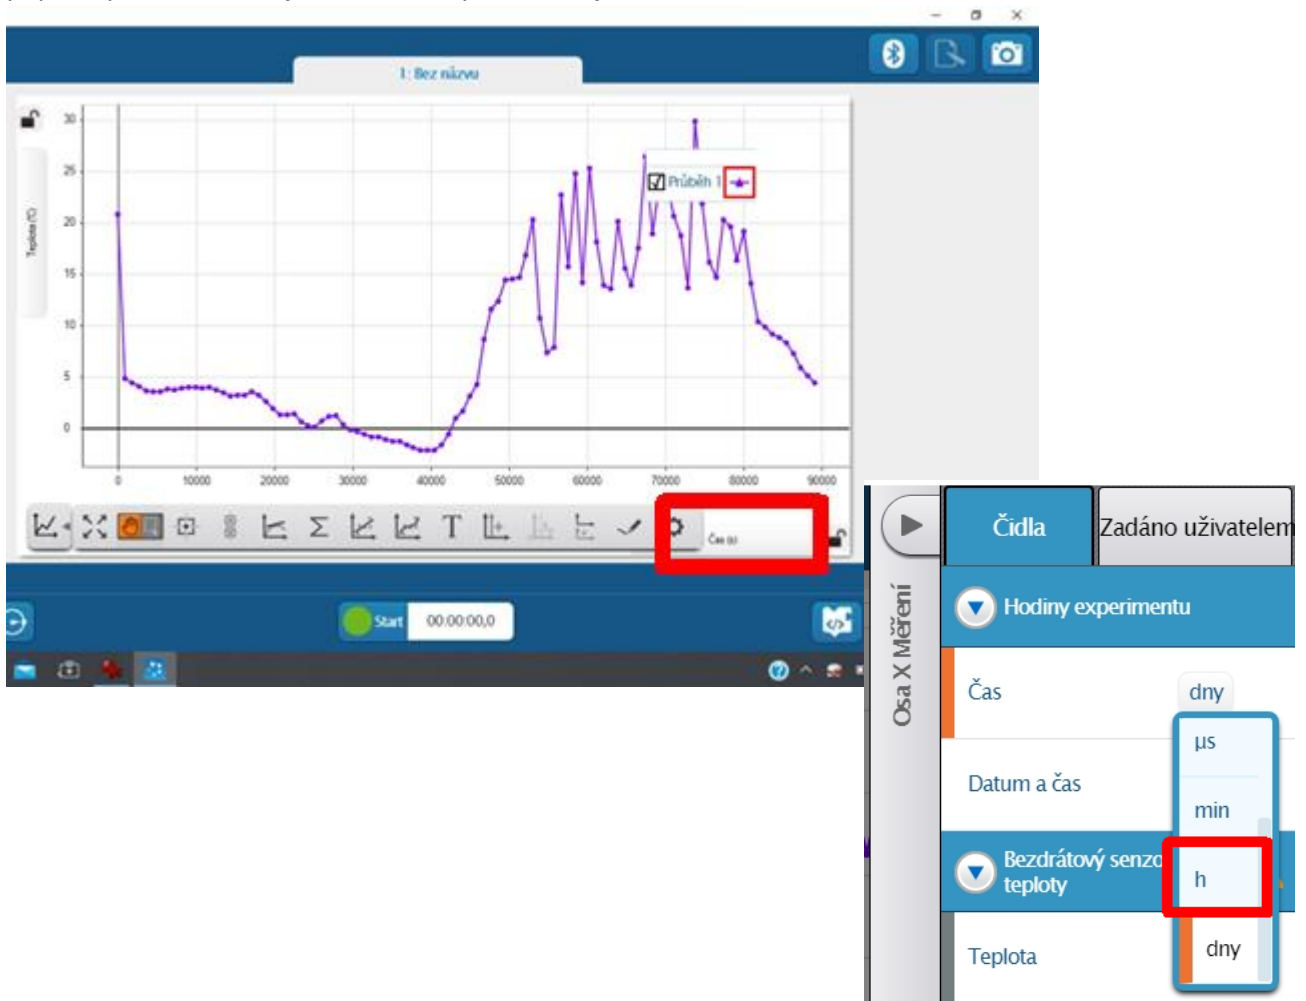 1: Bez názvu
30
25
20
15
10
5
0
Teplota (°C)
Průběh 1
0 10000 20000 30000 40000 50000 60000 70000 80000 90000
Σ T
Čas (s)
Start 00:00:00,0
Osa X Měření
Čidla Zadáno uživatelem
Hodiny experimentu
Čas dny
µs
Datum a čas
min
Bezdrátový senzo
teploty
h
Teplota
dny